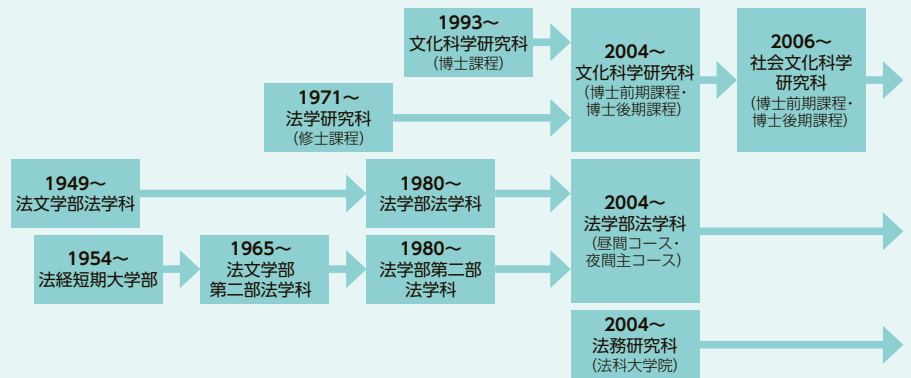 1993～
文化科学研究科
(博士課程)
2004～
文化科学研究科
(博士前期課程・
博士後期課程)
2006～
社会文化科学
研究科
(博士前期課程・
博士後期課程)
1971～
法学研究科
(修士課程)
1949～
法文学部法学科
1980～
法学部法学科
2004～
法学部法学科
(昼間コース・
夜間主コース)
1954～
法経短期大学部
1965～
法文学部
第二部法学科
1980～
法学部第二部
法学科
2004～
法務研究科
(法科大学院)